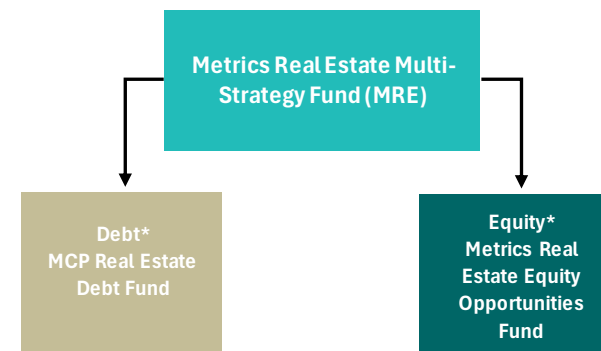 Metrics Real Estate Multi-
Strategy Fund (MRE)
Debt*
MCP Real Estate
Debt Fund
Equity*
Metrics Real
Estate Equity
Opportunities
Fund